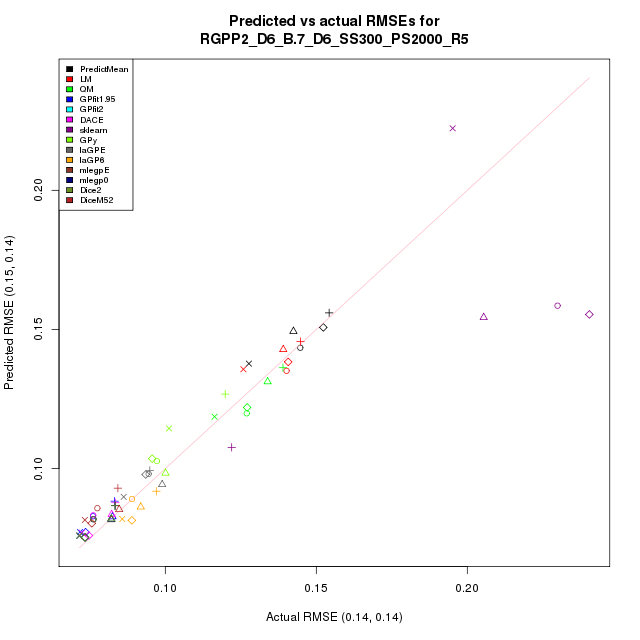 Predicted vs actual RMSEs for
RGPP2_D6_B.7_D6_SS300_PS2000_R5
PredictMean
LM
QM
GPfit1.95
GPfit2
DACE
sklearn
GPy
laGPE
laGP6
mlegpE
mlegp0
Dice2
DiceM52
0.20
0.15
0.10
Predicted RMSE (0.15, 0.14)
0.10
0.15
0.20
Actual RMSE (0.14, 0.14)